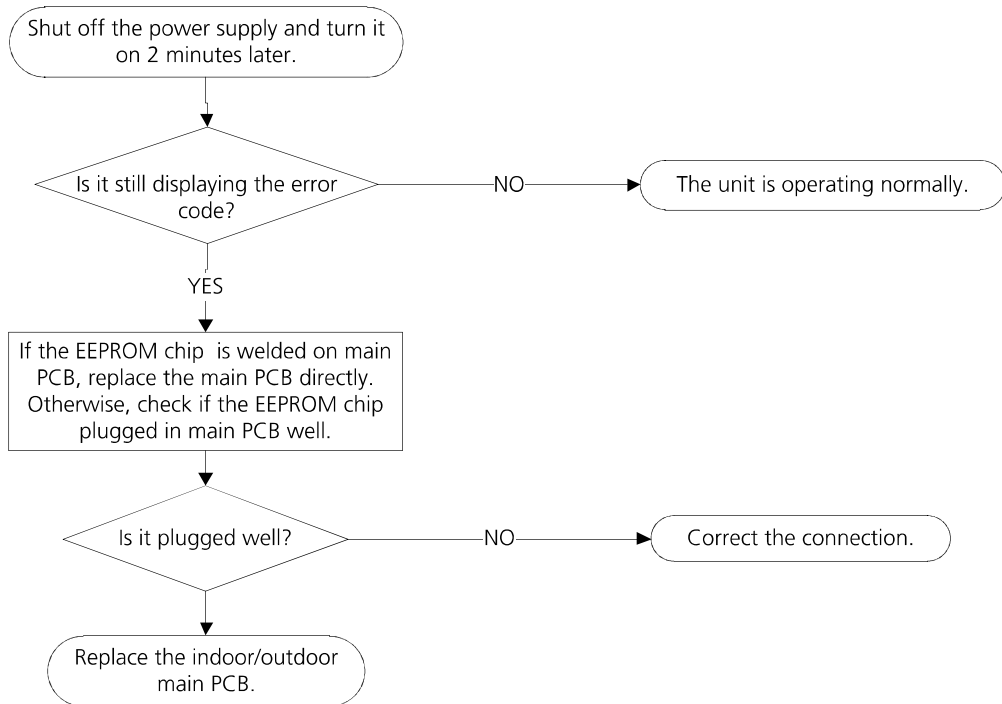 Shut off the power supply and turn it
on 2 minutes later.
Is it still displaying the error
code?
NO
The unit is operating normally.
YES
If the EEPROM chip  is welded on main
PCB, replace the main PCB directly.
Otherwise, check if the EEPROM chip
plugged in main PCB well.
Is it plugged well?
NO
Correct the connection.
Replace the indoor/outdoor
main PCB.